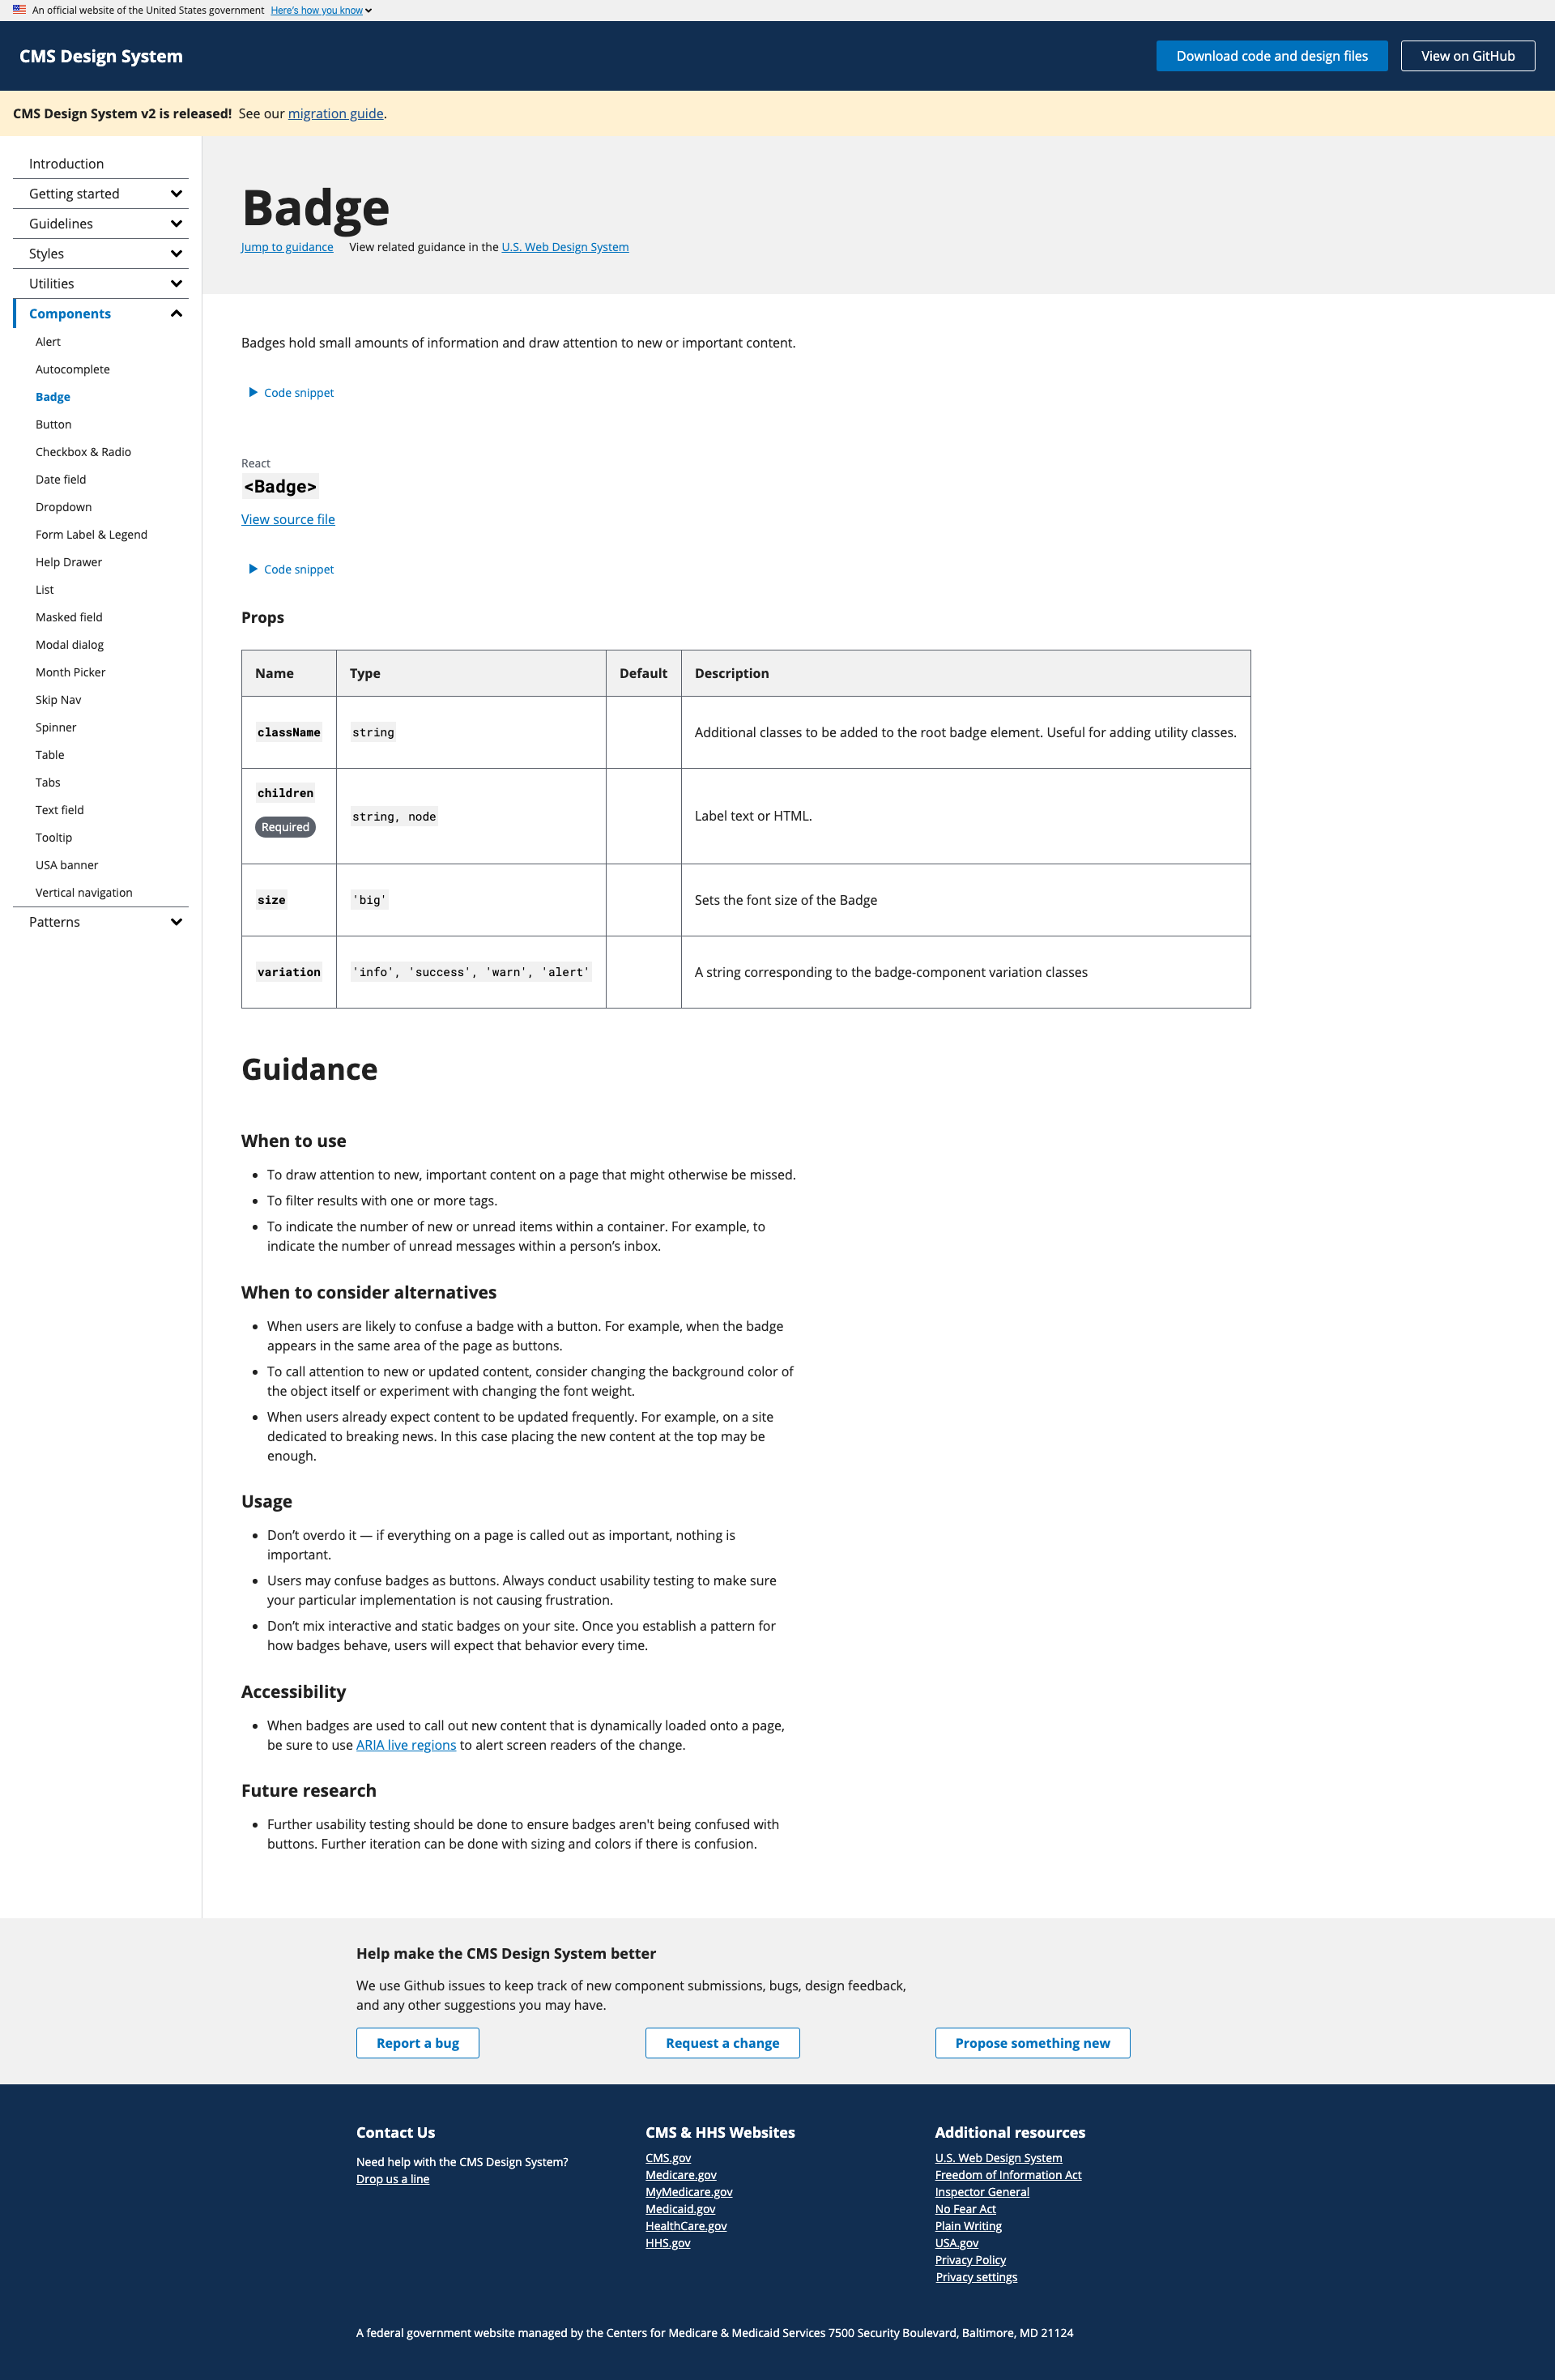 An official website of the United States government Here's how you know
CMS Design System
Download code and design files
View on GitHub
CMS Design System v2 is released! See our migration guide.
Introduction
Getting started
Guidelines
Styles
Utilities
Components
Alert
Autocomplete
Badge
Button
Checkbox & Radio
Date field
Dropdown
Form Label & Legend
Help Drawer
List
Masked field
Modal dialog
Month Picker
Skip Nav
Spinner
Table
Tabs
Text field
Tooltip
USA banner
Vertical navigation
Patterns
Badge
Jump to guidance View related guidance in the U.S. Web Design System
Badges hold small amounts of information and draw attention to new or important content.
Code snippet
React
<Badge>
View source file
Code snippet
Props
Name Type Default Description
className string Additional classes to be added to the root badge element. Useful for adding utility classes.
children
Required
string, node
Label text or HTML.
size 'big' Sets the font size of the Badge
variation 'info', 'success', 'warn', 'alert' A string corresponding to the badge-component variation classes
Guidance
When to use
• To draw attention to new, important content on a page that might otherwise be missed.
• To filter results with one or more tags.
• To indicate the number of new or unread items within a container. For example, to
indicate the number of unread messages within a person’s inbox.
When to consider alternatives
• When users are likely to confuse a badge with a button. For example, when the badge
appears in the same area of the page as buttons.
• To call attention to new or updated content, consider changing the background color of
the object itself or experiment with changing the font weight.
• When users already expect content to be updated frequently. For example, on a site
dedicated to breaking news. In this case placing the new content at the top may be
enough.
Usage
• Don’t overdo it — if everything on a page is called out as important, nothing is
important.
• Users may confuse badges as buttons. Always conduct usability testing to make sure
your particular implementation is not causing frustration.
• Don’t mix interactive and static badges on your site. Once you establish a pattern for
how badges behave, users will expect that behavior every time.
Accessibility
• When badges are used to call out new content that is dynamically loaded onto a page,
be sure to use ARIA live regions to alert screen readers of the change.
Future research
• Further usability testing should be done to ensure badges aren't being confused with
buttons. Further iteration can be done with sizing and colors if there is confusion.
Help make the CMS Design System better
We use Github issues to keep track of new component submissions, bugs, design feedback,
and any other suggestions you may have.
Report a bug
Request a change
Propose something new
Contact Us
Need help with the CMS Design System?
Drop us a line
CMS & HHS Websites
CMS.gov
Medicare.gov
MyMedicare.gov
Medicaid.gov
HealthCare.gov
HHS.gov
Additional resources
U.S. Web Design System
Freedom of Information Act
Inspector General
No Fear Act
Plain Writing
USA.gov
Privacy Policy
Privacy settings
A federal government website managed by the Centers for Medicare & Medicaid Services 7500 Security Boulevard, Baltimore, MD 21124